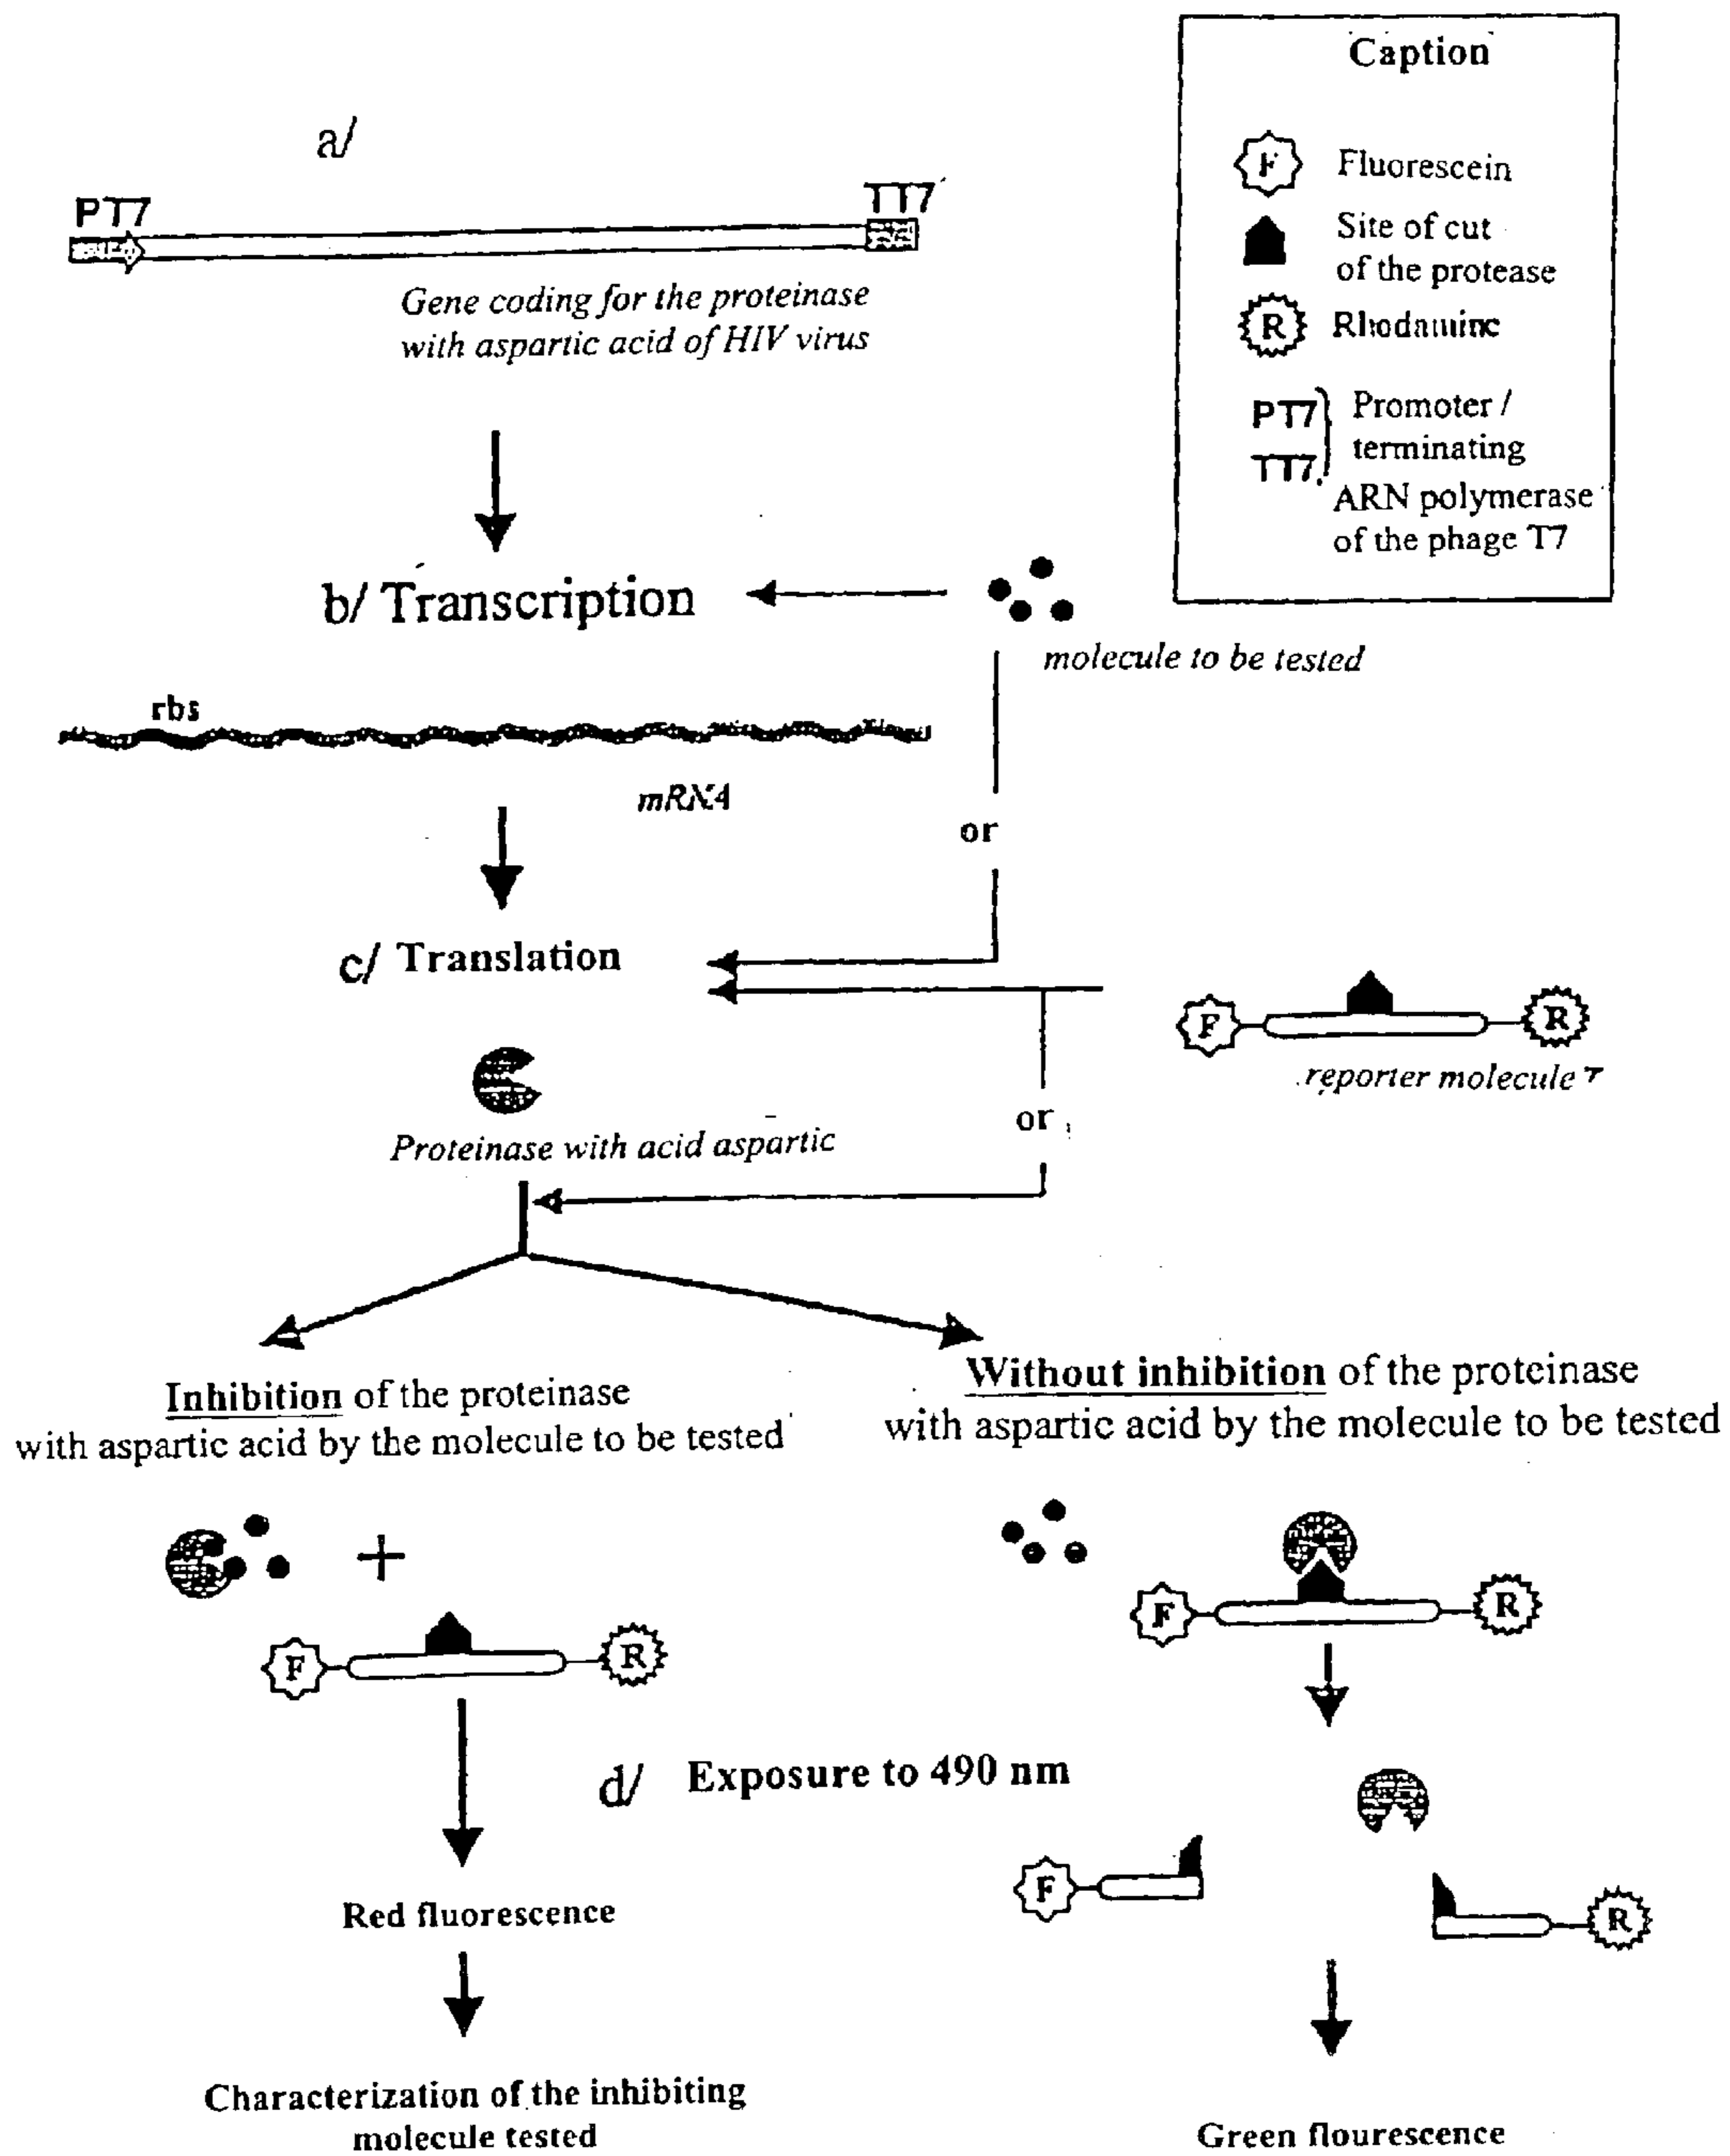 Caption
F Fluorescein
Site of cut
of the protease
R Rhodamine
PT7 Promoter /
terminating
TT7
ARN polymerase
of the phage T7
a/
PT7 TT7
Gene coding for the proteinase
with aspartic acid of HIV virus
b/ Transcription
molecule to be tested
rbs
mRNA
or
c/ Translation
F R
reporter molecule
Proteinase with acid aspartic
or
Inhibition of the proteinase
with aspartic acid by the molecule to be tested
Without inhibition of the proteinase
with aspartic acid by the molecule to be tested
+
F R
F R
d/ Exposure to 490 nm
F
R
Red fluorescence
Characterization of the inhibiting
molecule tested
Green flourescence